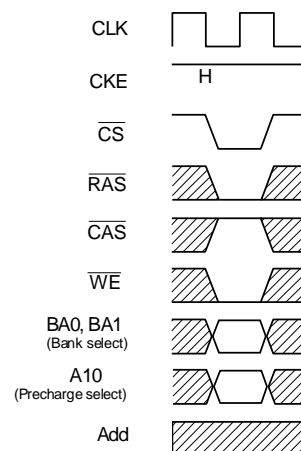 CLK
CKE
H
CS
RAS
CAS
WE
BA0, BA1
(Bank select)
A10
(Precharge select)
Add